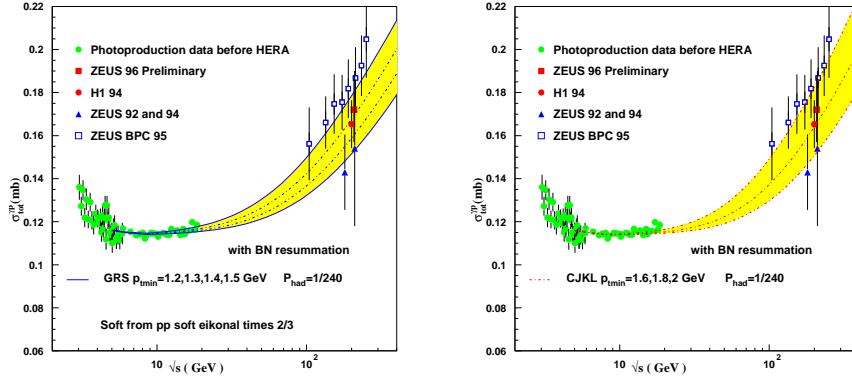 0.22
0.2
0.18
0.16
0.14
0.12
0.1
0.08
0.06
σ_tot^γp (mb)
Photoproduction data before HERA
ZEUS 96 Preliminary
H1 94
ZEUS 92 and 94
ZEUS BPC 95
with BN resummation
GRS p_tmin=1.2,1.3,1.4,1.5 GeV P_had=1/240
Soft from pp soft eikonal times 2/3
10
10^2
√s ( GeV )
0.22
0.2
0.18
0.16
0.14
0.12
0.1
0.08
0.06
σ_tot^γp (mb)
Photoproduction data before HERA
ZEUS 96 Preliminary
H1 94
ZEUS 92 and 94
ZEUS BPC 95
with BN resummation
CJKL p_tmin=1.6,1.8,2 GeV P_had=1/240
10
10^2
√s ( GeV )